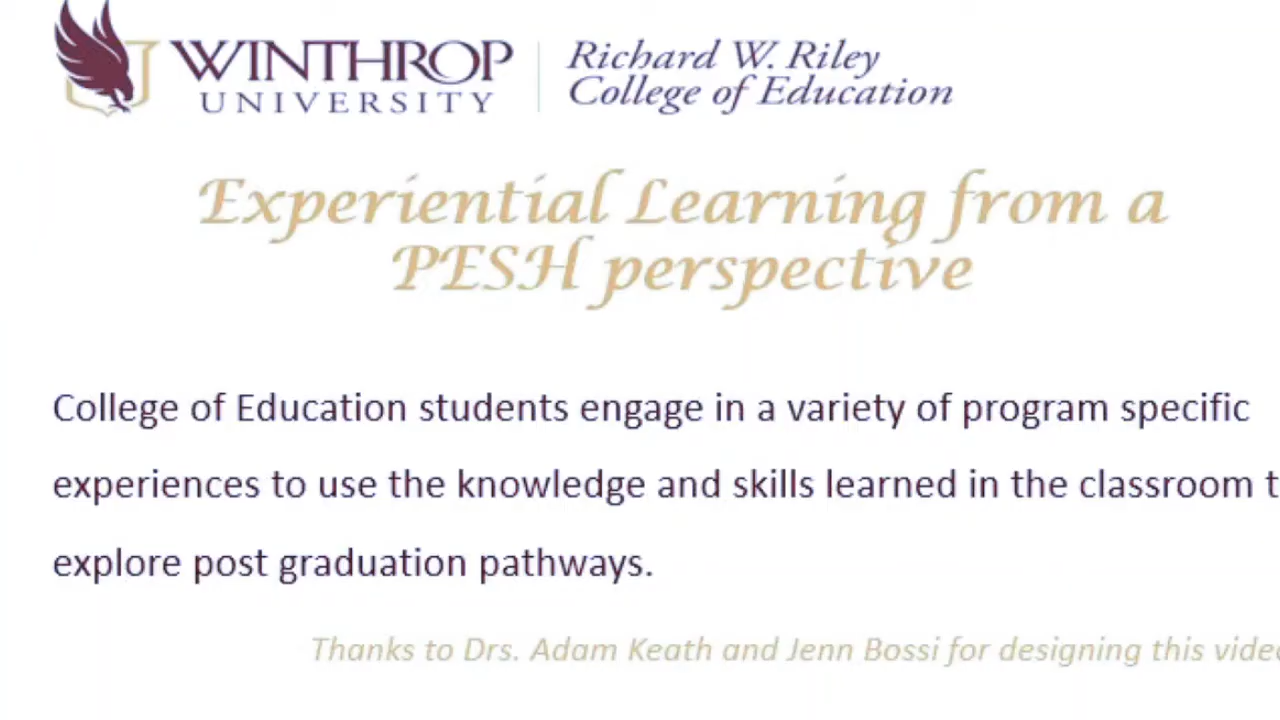 WINTHROP
UNIVERSITY
Richard W. Riley
College of Education
Experiential Learning from a
PESH perspective
College of Education students engage in a variety of program specific
experiences to use the knowledge and skills learned in the classroom t
explore post graduation pathways.
Thanks to Drs. Adam Keath and Jenn Bossi for designing this vide